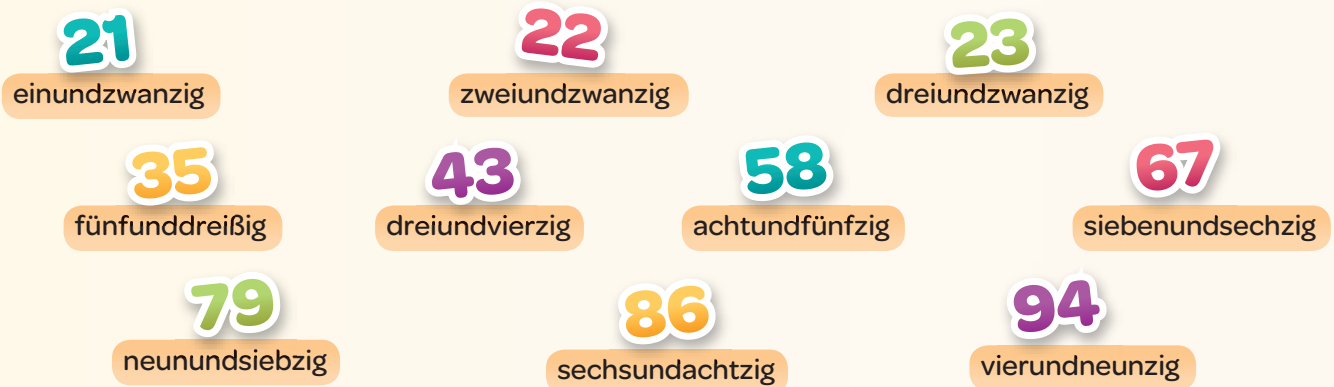 21 22 23
einundzwanzig zweiundzwanzig dreiundzwanzig
35 43 58 67
fünfunddreißig dreiundvierzig achtundfünfzig siebenundsechzig
79 86 94
neunundsiebzig sechsundachtzig vierundneunzig